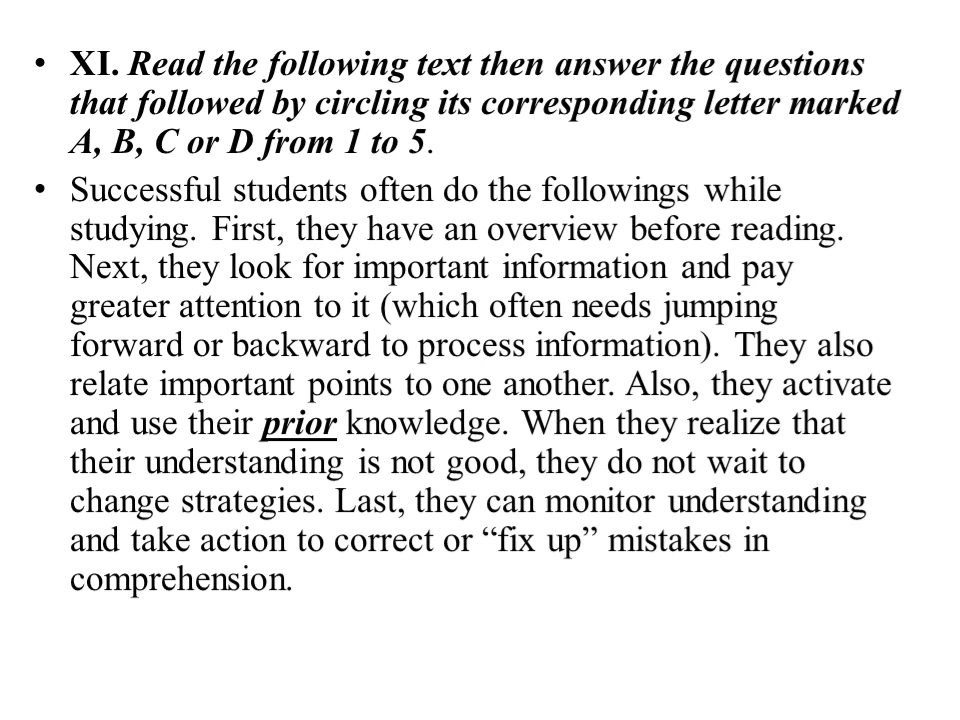 • XI. Read the following text then answer the questions
that followed by circling its corresponding letter marked
A, B, C or D from 1 to 5.
• Successful students often do the followings while
studying. First, they have an overview before reading.
Next, they look for important information and pay
greater attention to it (which often needs jumping
forward or backward to process information). They also
relate important points to one another. Also, they activate
and use their prior knowledge. When they realize that
their understanding is not good, they do not wait to
change strategies. Last, they can monitor understanding
and take action to correct or “fix up” mistakes in
comprehension.